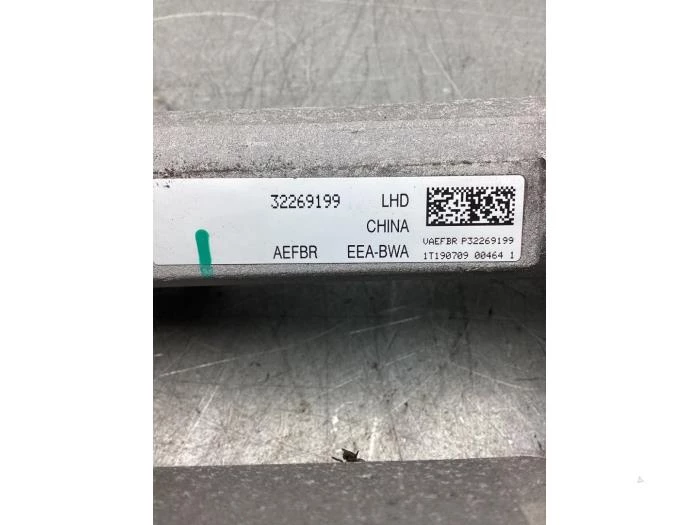 32269199 LHD
CHINA
AEFBR EEA-BWA
VAEFBR P32269199
1T190709 00464 1